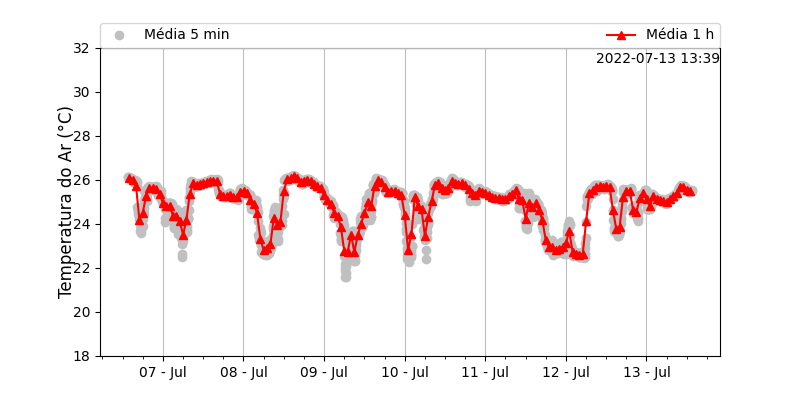 Média 5 min
Média 1 h
2022-07-13 13:39
Temperatura do Ar (°C)
32
30
28
26
24
22
20
18
07 - Jul
08 - Jul
09 - Jul
10 - Jul
11 - Jul
12 - Jul
13 - Jul